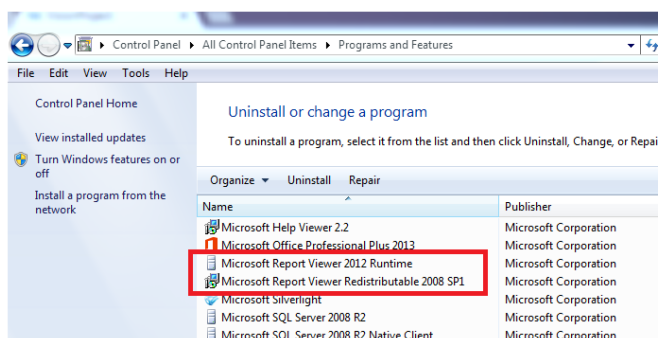 Control Panel All Control Panel Items Programs and Features
File Edit View Tools Help
Control Panel Home
View installed updates
Turn Windows features on or
off
Install a program from the
network
Uninstall or change a program
To uninstall a program, select it from the list and then click Uninstall, Change, or Repai
Organize Uninstall Repair
Name Publisher
Microsoft Help Viewer 2.2 Microsoft Corporation
Microsoft Office Professional Plus 2013 Microsoft Corporation
Microsoft Report Viewer 2012 Runtime Microsoft Corporation
Microsoft Report Viewer Redistributable 2008 SP1 Microsoft Corporation
Microsoft Silverlight Microsoft Corporation
Microsoft SQL Server 2008 R2 Microsoft Corporation
Microsoft SQL Server 2008 R2 Native Client Microsoft Corporation